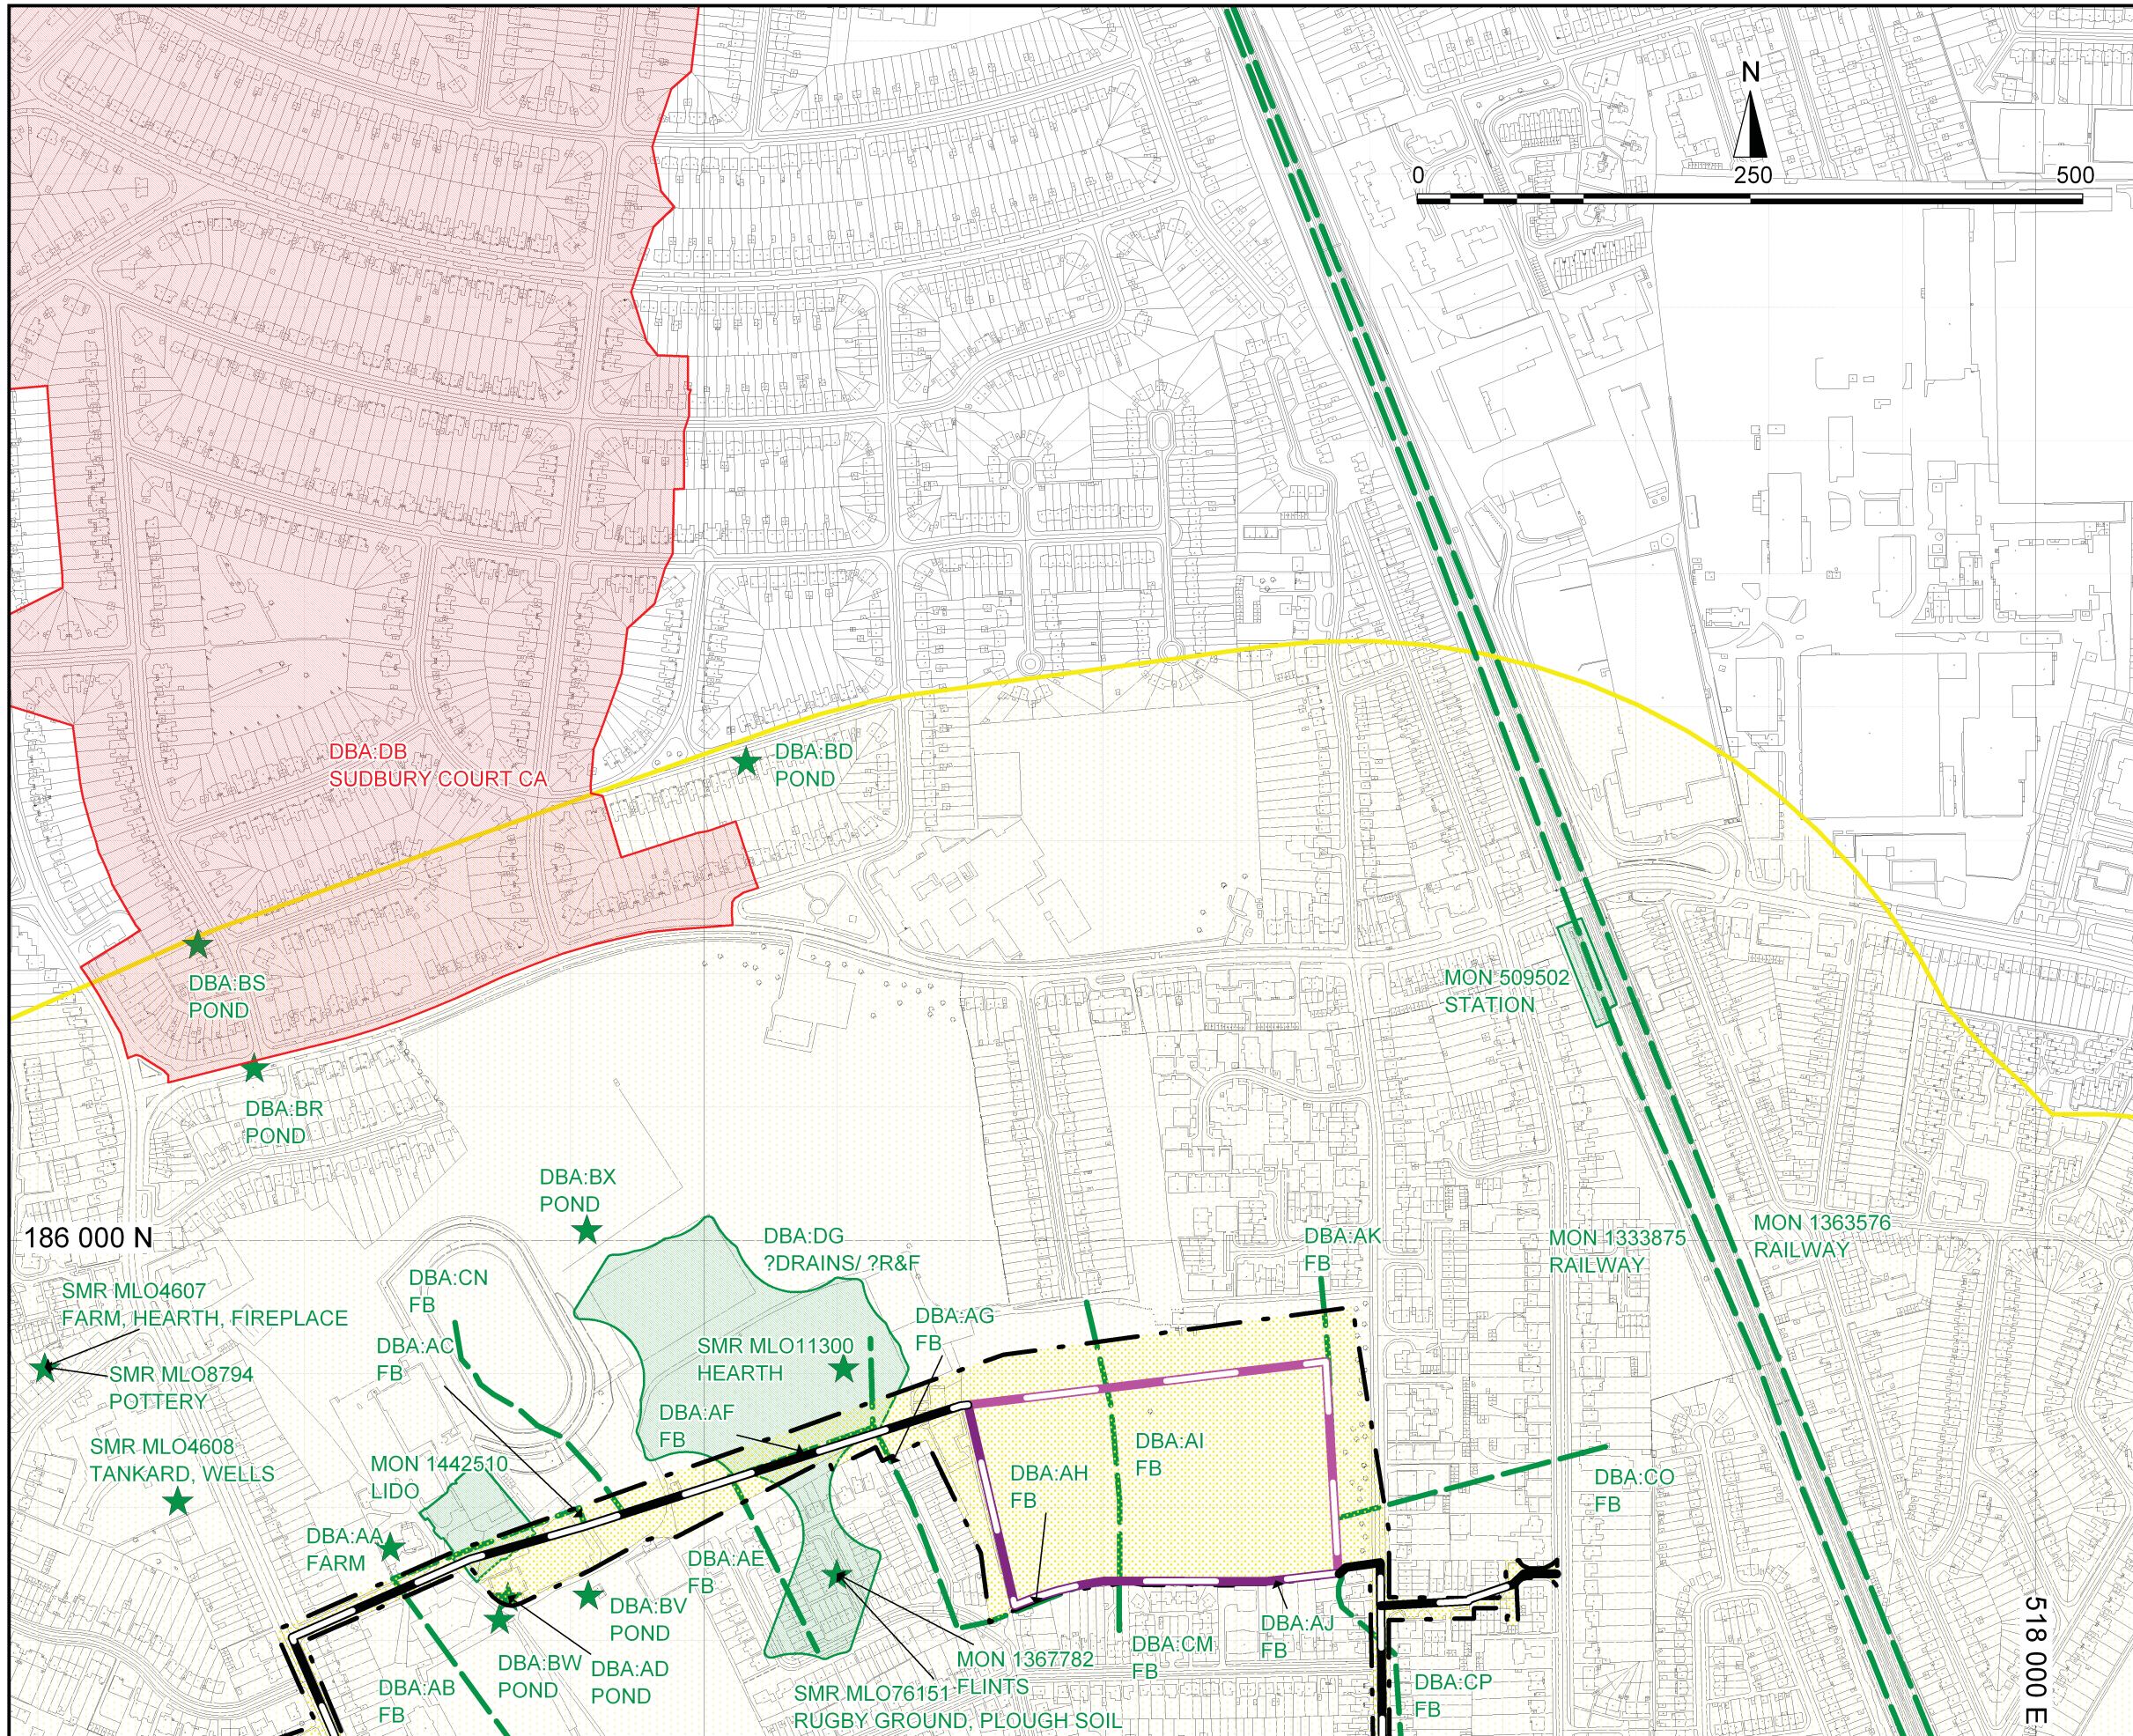 N
0
250
500
DBA:DB
SUDBURY COURT CA
DBA:BD
POND
DBA:BS
POND
MON 509502
STATION
DBA:BR
POND
DBA:BX
POND
186 000 N
DBA:DG
?DRAINS/ ?R&F
DBA:AK
FB
MON 1333875
RAILWAY
MON 1363576
RAILWAY
SMR MLO4607
FARM, HEARTH, FIREPLACE
DBA:CN
FB
DBA:AC
FB
SMR MLO11300
HEARTH
DBA:AG
FB
SMR MLO8794
POTTERY
DBA:AF
FB
SMR MLO4608
TANKARD, WELLS
MON 1442510
LIDO
DBA:AH
FB
DBA:AI
FB
DBA:CO
FB
DBA:AA
FARM
DBA:AE
FB
DBA:BV
POND
DBA:AB
FB
DBA:BW
POND
DBA:AD
POND
MON 1367782
FLINTS
SMR MLO76151
RUGBY GROUND, PLOUGH SOIL
DBA:CM
FB
DBA:AJ
FB
DBA:CP
FB
518 000 E